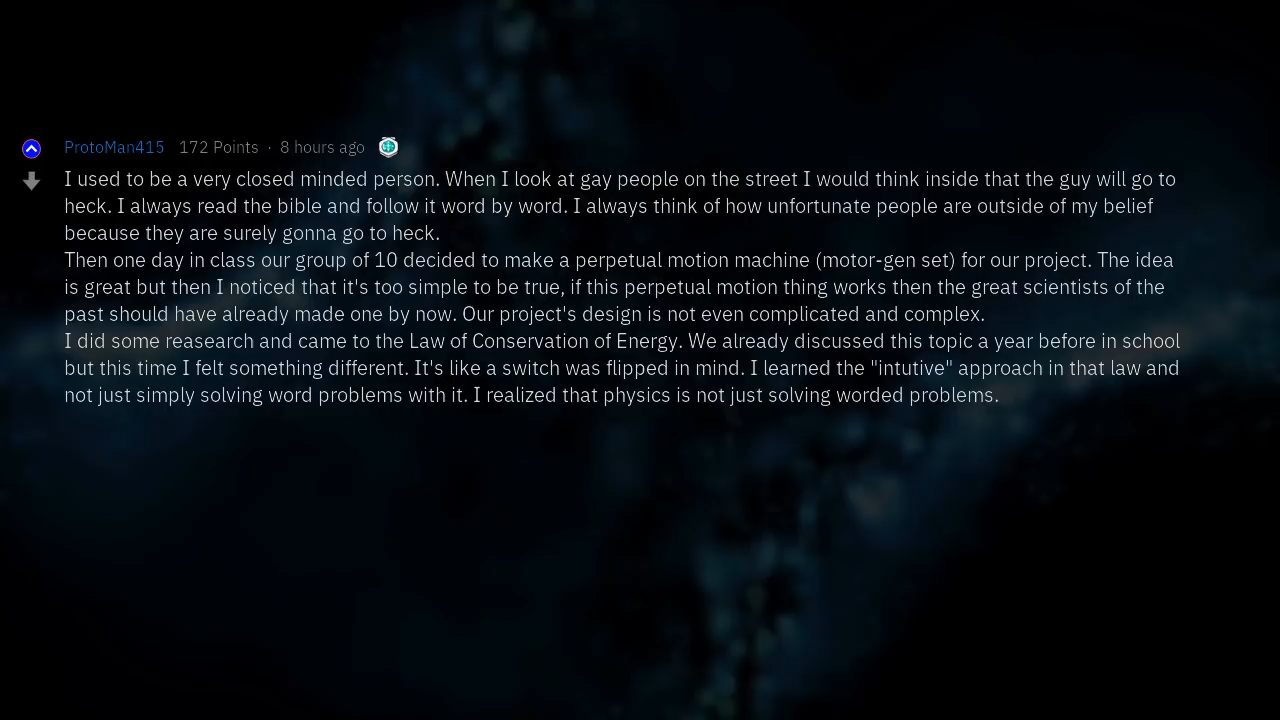 ProtoMan415 172 Points · 8 hours ago
I used to be a very closed minded person. When I look at gay people on the street I would think inside that the guy will go to
heck. I always read the bible and follow it word by word. I always think of how unfortunate people are outside of my belief
because they are surely gonna go to heck.
Then one day in class our group of 10 decided to make a perpetual motion machine (motor-gen set) for our project. The idea
is great but then I noticed that it's too simple to be true, if this perpetual motion thing works then the great scientists of the
past should have already made one by now. Our project's design is not even complicated and complex.
I did some reasearch and came to the Law of Conservation of Energy. We already discussed this topic a year before in school
but this time I felt something different. It's like a switch was flipped in mind. I learned the "intutive" approach in that law and
not just simply solving word problems with it. I realized that physics is not just solving worded problems.